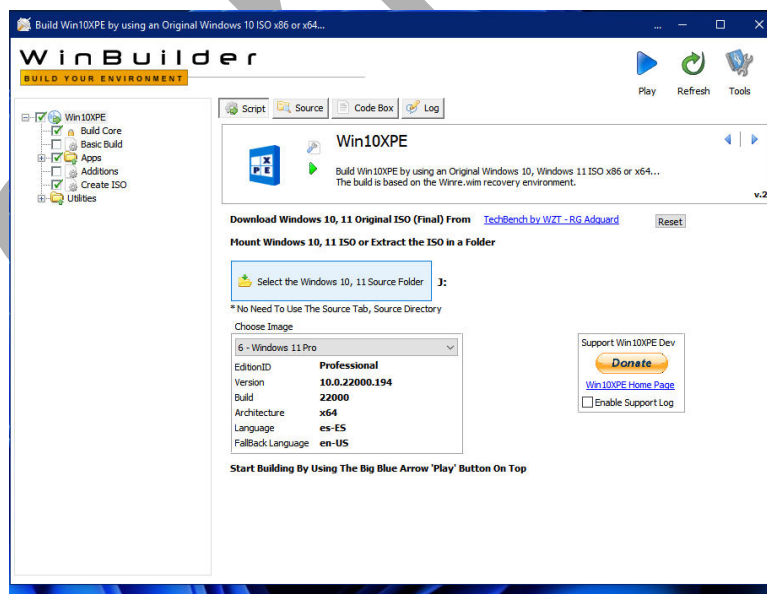 Build Win10XPE by using an Original Windows 10 ISO x86 or x64...
WinBuilder
BUILD YOUR ENVIRONMENT
Play
Refresh
Tools
Win10XPE
Build Core
Basic Build
Apps
Additions
Create ISO
Utilities
Script
Source
Code Box
Log
XPE
Win10XPE
Build Win10XPE by using an Original Windows 10, Windows 11 ISO x86 or x64...
The build is based on the Winre.wim recovery environment.
v.2
Download Windows 10, 11 Original ISO (Final) From TechBench by WZT - RG Adguard
Reset
Mount Windows 10, 11 ISO or Extract the ISO in a Folder
Select the Windows 10, 11 Source Folder J:
* No Need To Use The Source Tab, Source Directory
Choose Image
6 - Windows 11 Pro
EditionID Professional
Version 10.0.22000.194
Build 22000
Architecture x64
Language es-ES
FallBack Language en-US
Support Win10XPE Dev
Donate
Win10XPE Home Page
Enable Support Log
Start Building By Using The Big Blue Arrow 'Play' Button On Top